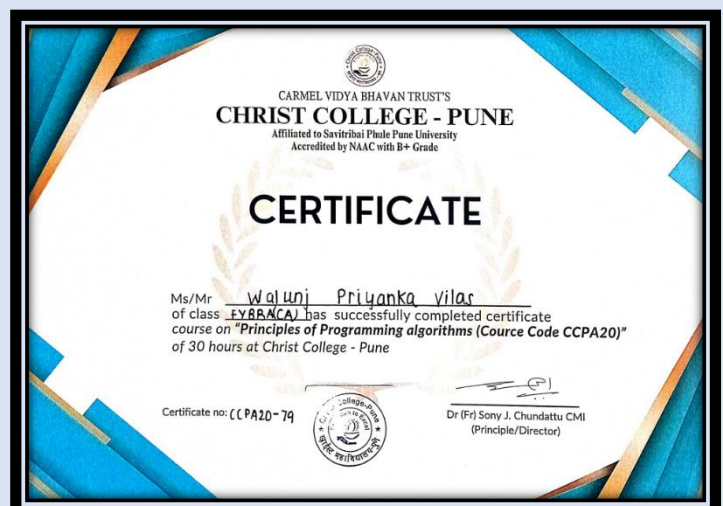 CARMEL VIDYA BHAVAN TRUST'S
CHRIST COLLEGE - PUNE
Affiliated to Savitribai Phule Pune University
Accredited by NAAC with B+ Grade
CERTIFICATE
Ms/Mr Walunj Priyanka Vilas
of class FYBBA(CA) has successfully completed certificate
course on "Principles of Programming algorithms (Cource Code CCPA20)"
of 30 hours at Christ College - Pune
Certificate no: CCPA20-79
Dr (Fr) Sony J. Chundattu CMI
(Principle/Director)